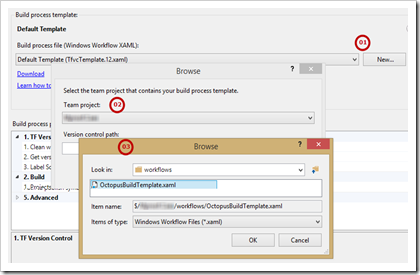 Build process template:
Default Template
Build process file (Windows Workflow XAML):
01
Default Template (TfvcTemplate.12.xaml)
New...
Download
Learn how to
Browse
?
Select the team project that contains your build process template.
Team project:
02
Version control path:
Build process p
1. TF Version
1. Clean w
2. Get vers
3. Label So
2. Build
5. Advanced
1. TF Version Control
03
Browse
?
Look in:
workflows
OctopusBuildTemplate.xaml
Item name:
$/ /workflows/OctopusBuildTemplate.xaml
Items of type:
Windows Workflow Files (*.xaml)
OK
Cancel